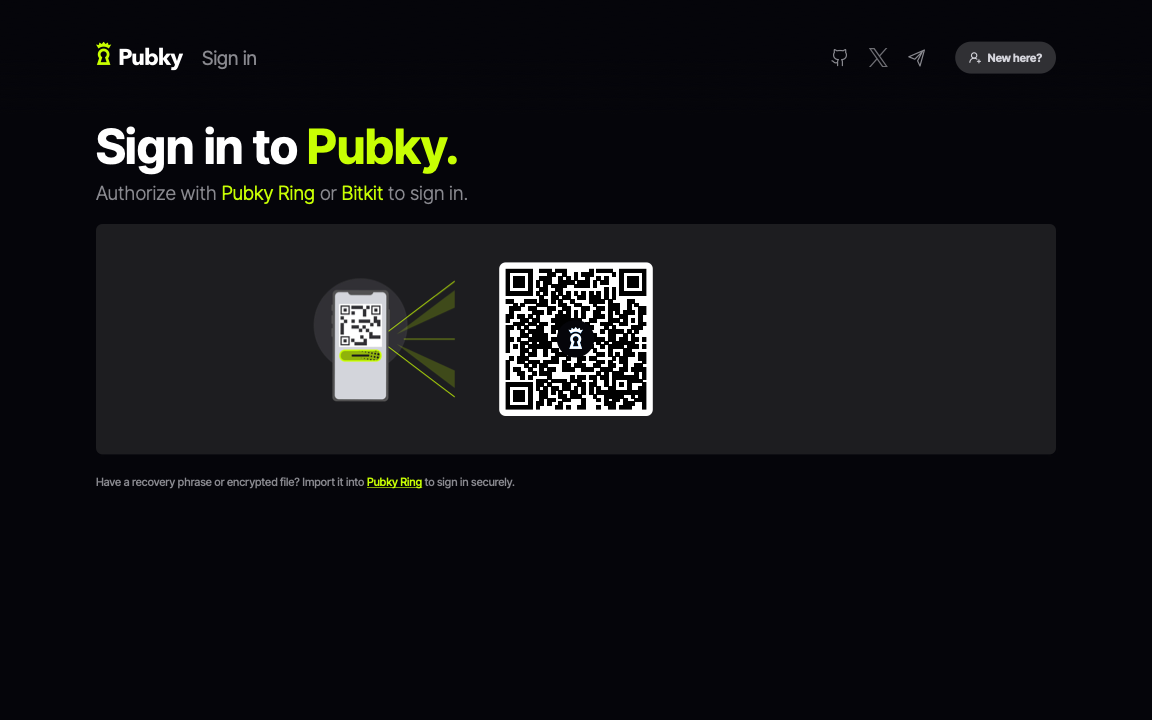 Pubky
Sign in
New here?
Sign in to Pubky.
Authorize with Pubky Ring or Bitkit to sign in.
Have a recovery phrase or encrypted file? Import it into Pubky Ring to sign in securely.